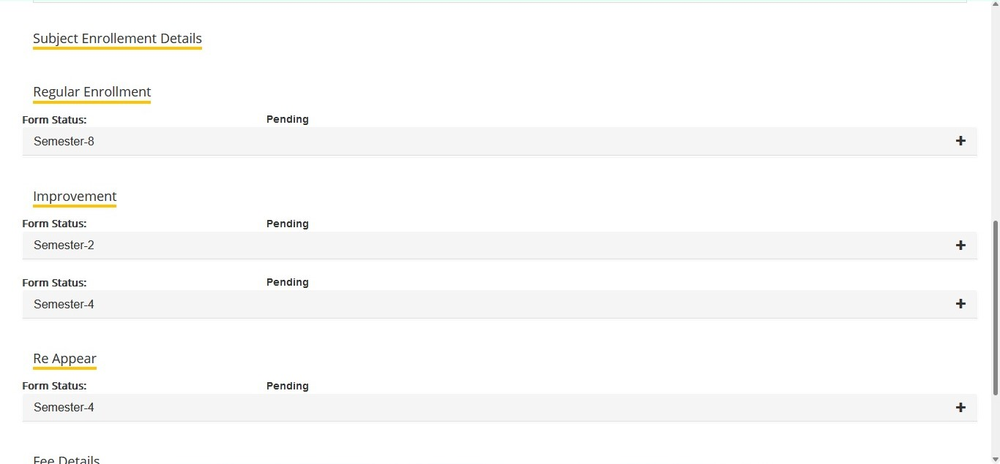 Subject Enrollement Details
Regular Enrollment
Form Status: Pending
Semester-8
Improvement
Form Status: Pending
Semester-2
Form Status: Pending
Semester-4
Re Appear
Form Status: Pending
Semester-4
Fee Details